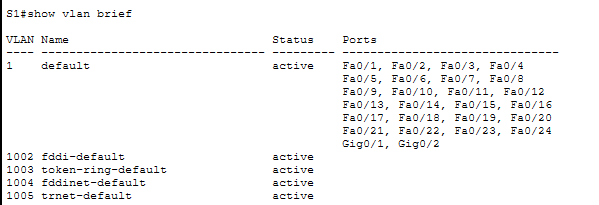 S1#show vlan brief
VLAN Name                             Status    Ports
---- -------------------------------- --------- -------------------------------
1    default                          active    Fa0/1, Fa0/2, Fa0/3, Fa0/4
                                                Fa0/5, Fa0/6, Fa0/7, Fa0/8
                                                Fa0/9, Fa0/10, Fa0/11, Fa0/12
                                                Fa0/13, Fa0/14, Fa0/15, Fa0/16
                                                Fa0/17, Fa0/18, Fa0/19, Fa0/20
                                                Fa0/21, Fa0/22, Fa0/23, Fa0/24
                                                Gig0/1, Gig0/2
1002 fddi-default                     active
1003 token-ring-default               active
1004 fddinet-default                  active
1005 trnet-default                    active